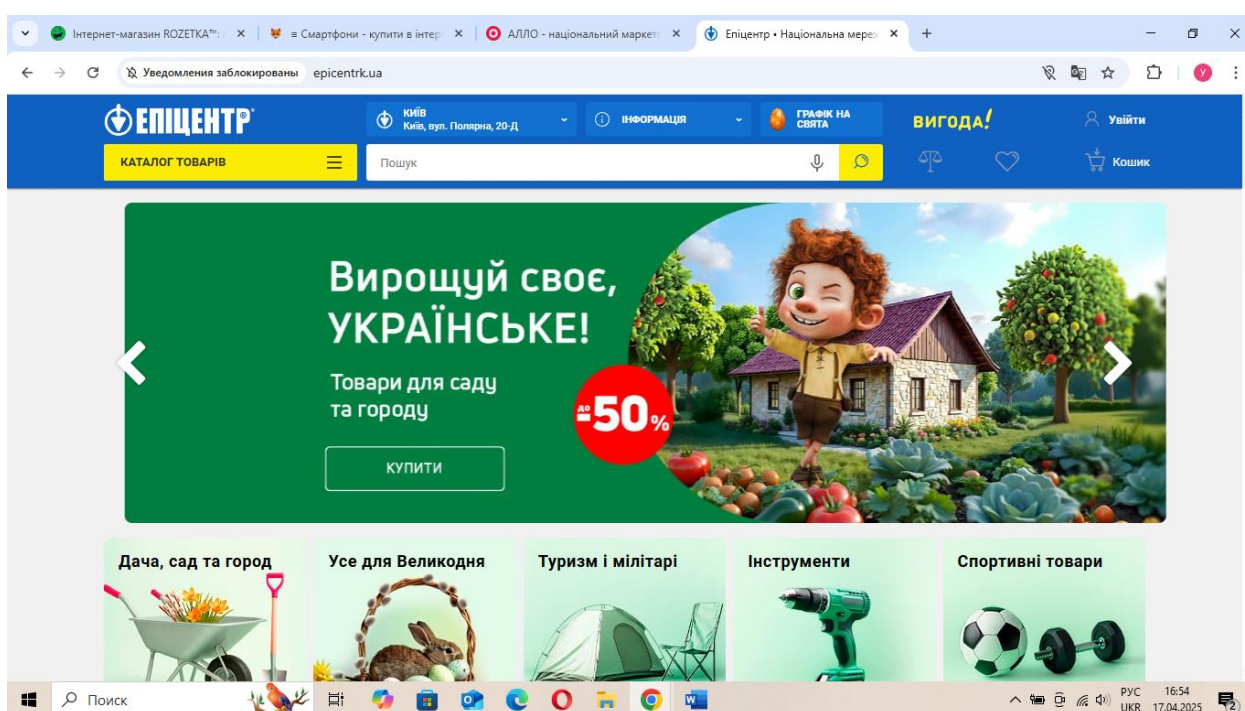 Інтернет-магазин ROZETKA™:
≡ Смартфони - купити в інтер
АЛЛО - національний маркет
Епіцентр • Національна мереж
Уведомления заблокированы
epicentrk.ua
У
ЕПІЦЕНТР®
КИЇВ
Київ, вул. Полярна, 20-Д
ІНФОРМАЦІЯ
ГРАФІК НА
СВЯТА
ВИГОДА!
Увійти
КАТАЛОГ ТОВАРІВ
Пошук
Кошик
Вирощуй своє,
УКРАЇНСЬКЕ!
Товари для саду
та городу
до
-50%
КУПИТИ
Дача, сад та город
Усе для Великодня
Туризм і мілітарі
Інструменти
Спортивні товари
Поиск
РУС
UKR
16:54
17.04.2025
2